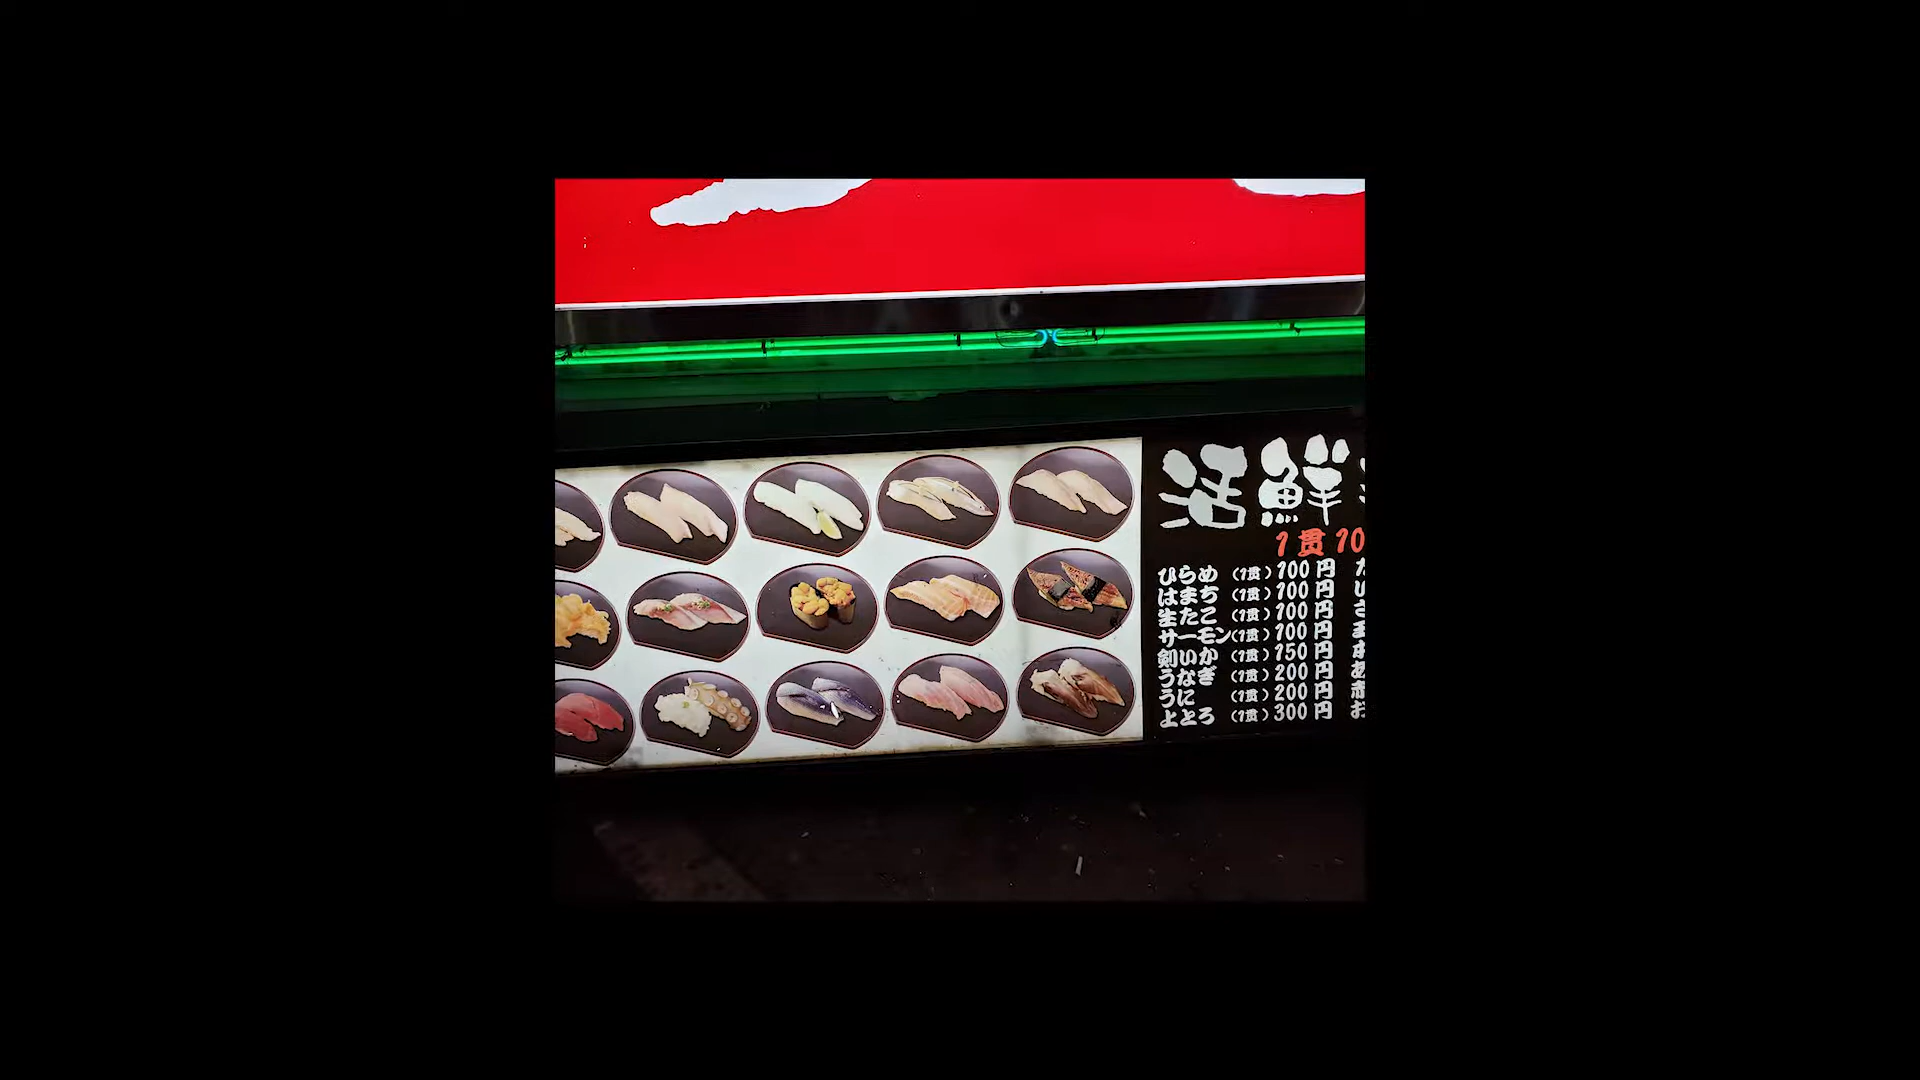 活鮮
1貫10
ひらめ (1貫) 100円
はまち (1貫) 100円
生たこ (1貫) 100円
サーモン(1貫) 100円
剣いか (1貫) 150円
うなぎ (1貫) 200円
うに (1貫) 200円
とろ (1貫) 300円